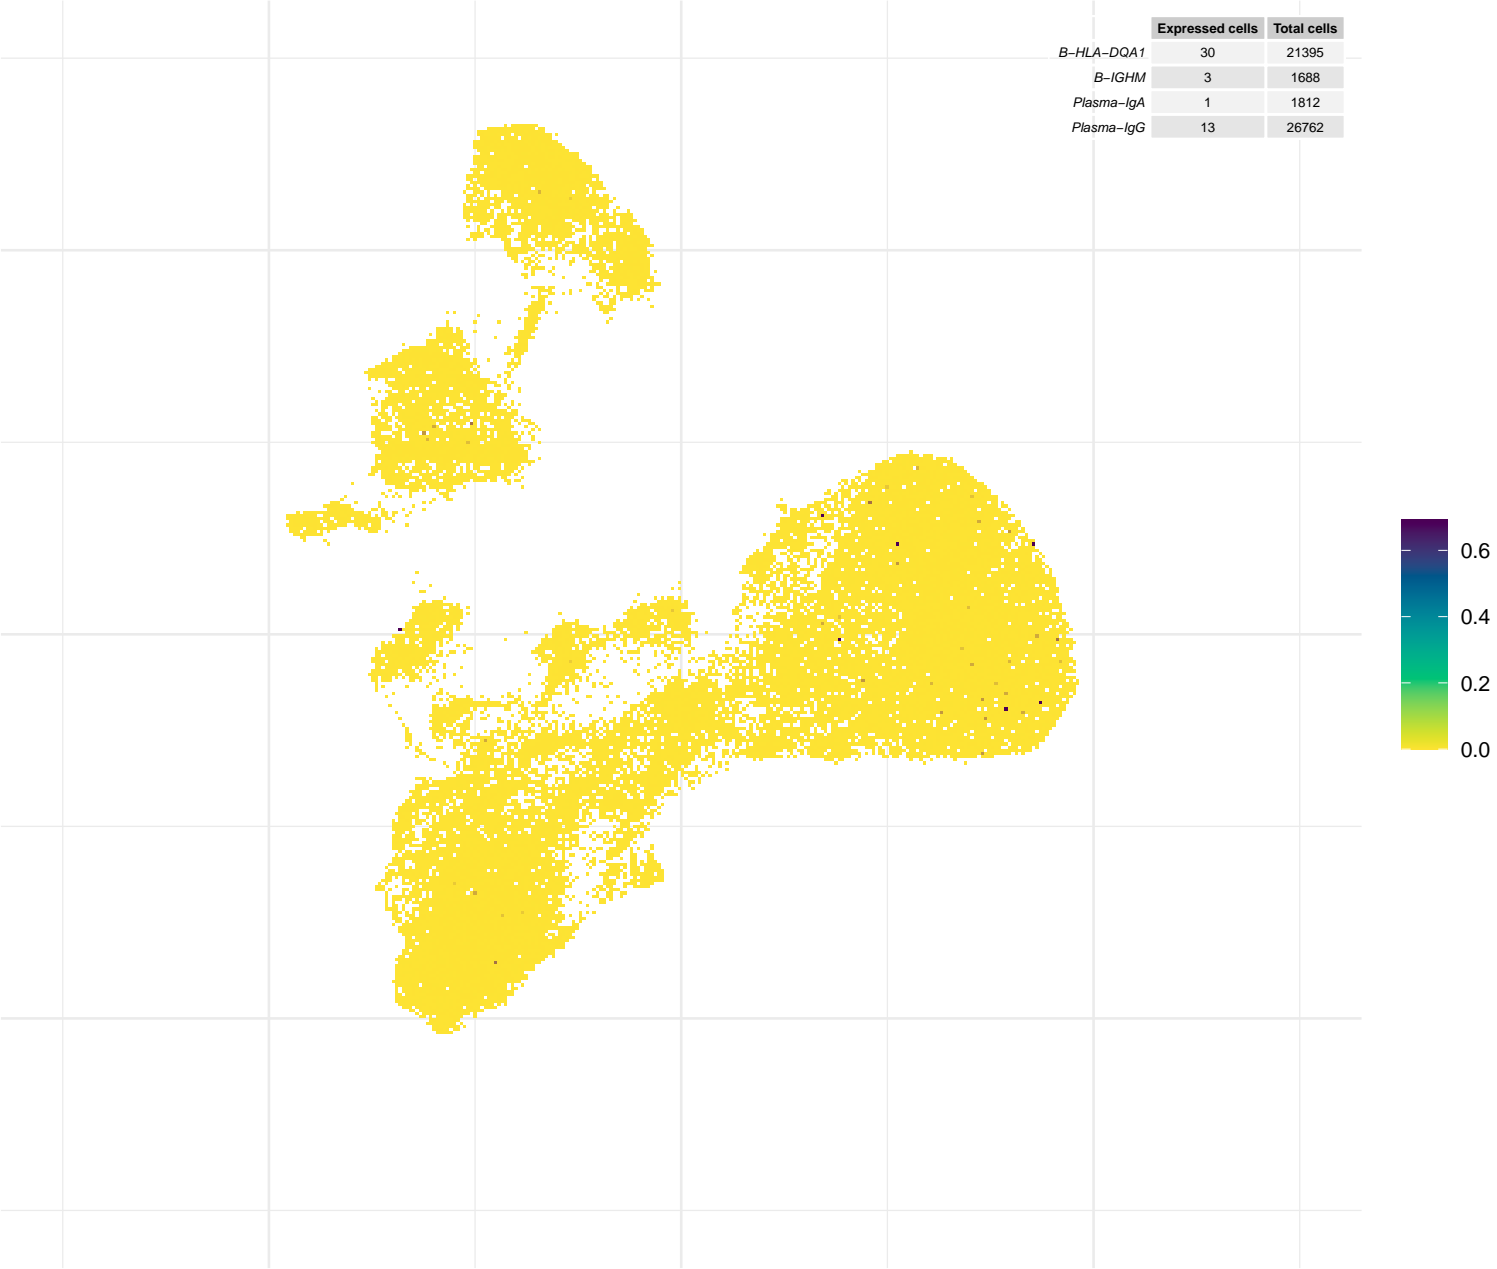 Expressed cells Total cells
B−HLA−DQA1 30 21395
B−IGHM 3 1688
Plasma−IgA 1 1812
Plasma−IgG 13 26762
0.6
0.4
0.2
0.0